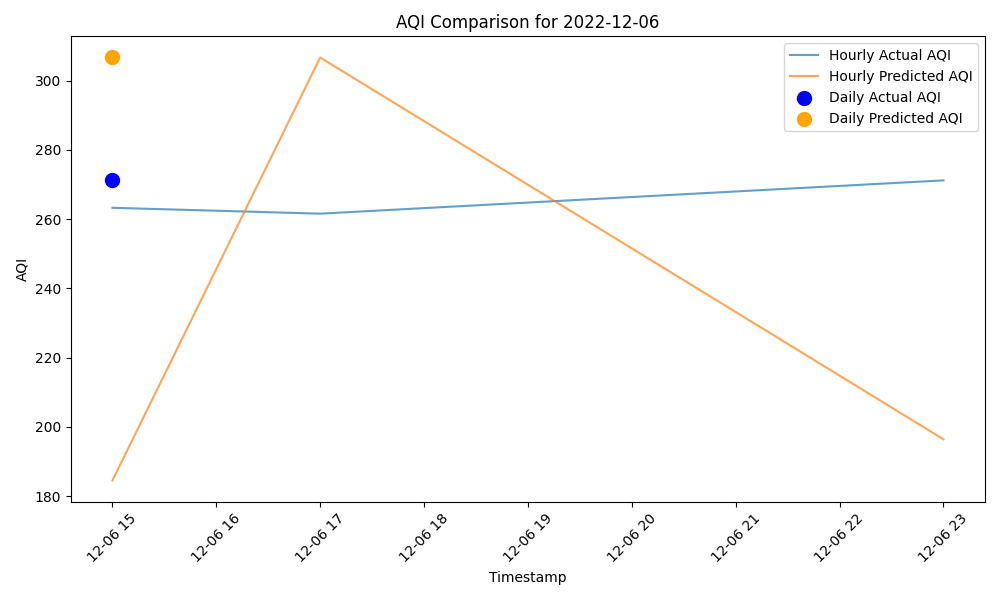 AQI Comparison for 2022-12-06
Hourly Actual AQI
Hourly Predicted AQI
Daily Actual AQI
Daily Predicted AQI
AQI
300
280
260
240
220
200
180
12-06 15
12-06 16
12-06 17
12-06 18
12-06 19
12-06 20
12-06 21
12-06 22
12-06 23
Timestamp